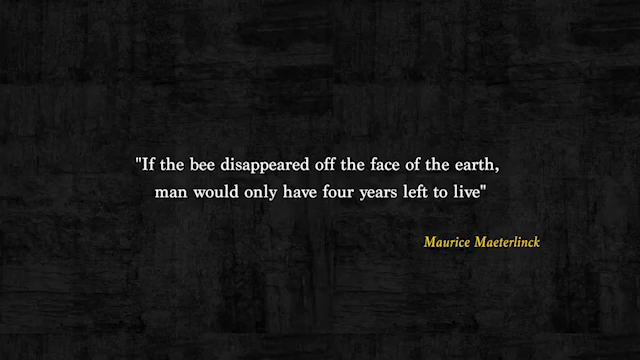 "If the bee disappeared off the face of the earth,
man would only have four years left to live"
Maurice Maeterlinck